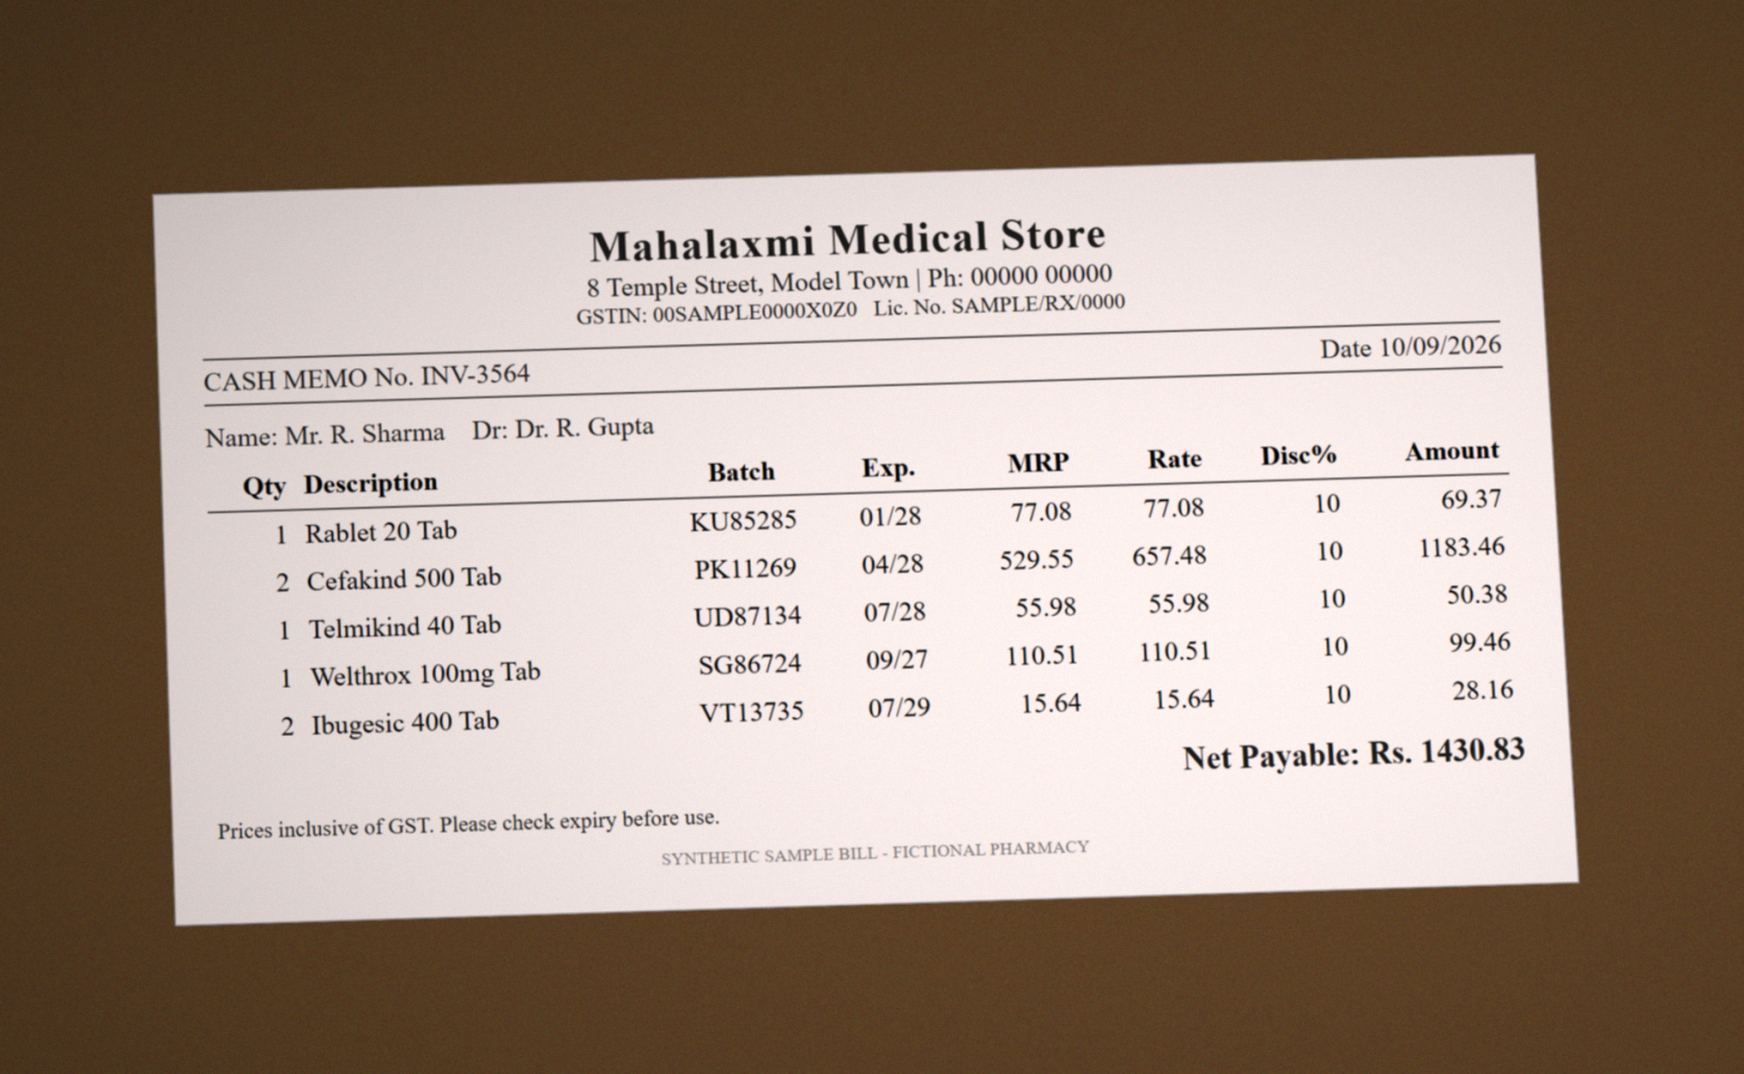 Mahalaxmi Medical Store
8 Temple Street, Model Town | Ph: 00000 00000
GSTIN: 00SAMPLE0000X0Z0 Lic. No. SAMPLE/RX/0000
CASH MEMO No. INV-3564 Date 10/09/2026
Name: Mr. R. Sharma Dr: Dr. R. Gupta
Qty Description Batch Exp. MRP Rate Disc% Amount
1 Rablet 20 Tab KU85285 01/28 77.08 77.08 10 69.37
2 Cefakind 500 Tab PK11269 04/28 529.55 657.48 10 1183.46
1 Telmikind 40 Tab UD87134 07/28 55.98 55.98 10 50.38
1 Welthrox 100mg Tab SG86724 09/27 110.51 110.51 10 99.46
2 Ibugesic 400 Tab VT13735 07/29 15.64 15.64 10 28.16
Net Payable: Rs. 1430.83
Prices inclusive of GST. Please check expiry before use.
SYNTHETIC SAMPLE BILL - FICTIONAL PHARMACY